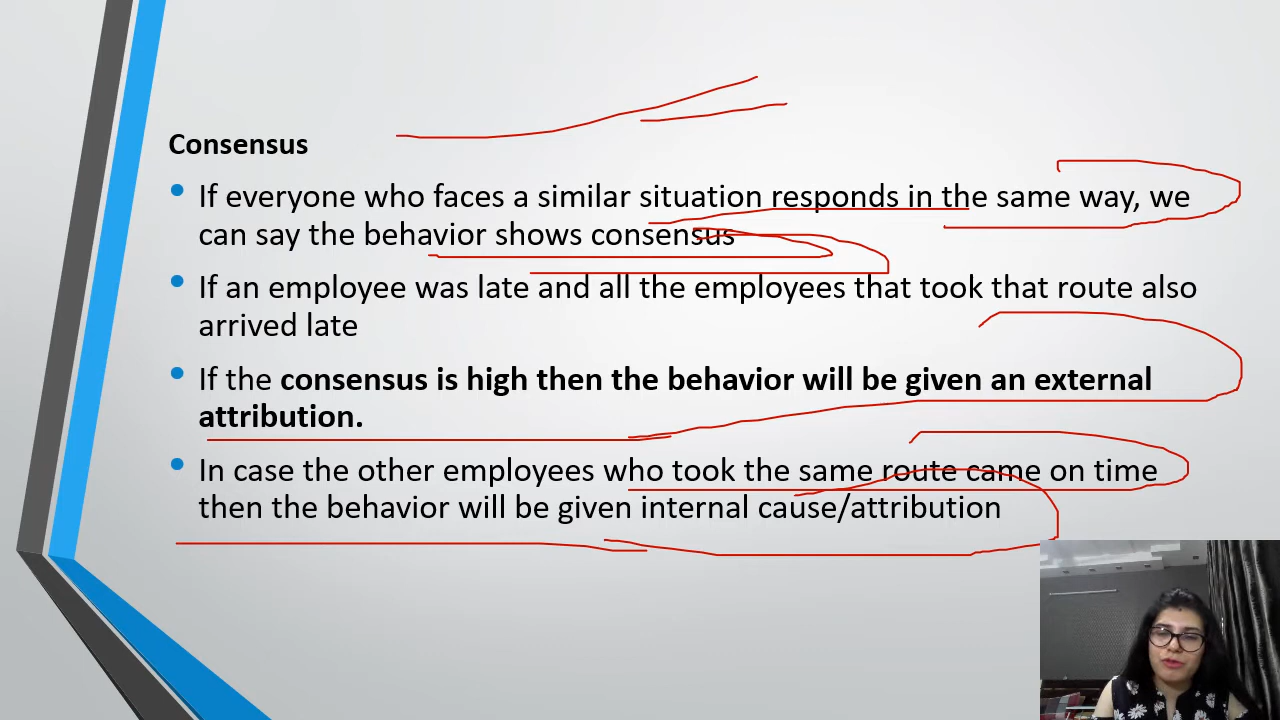 Consensus
If everyone who faces a similar situation responds in the same way, we
can say the behavior shows consensus
If an employee was late and all the employees that took that route also
arrived late
If the consensus is high then the behavior will be given an external
attribution.
In case the other employees who took the same route came on time
then the behavior will be given internal cause/attribution